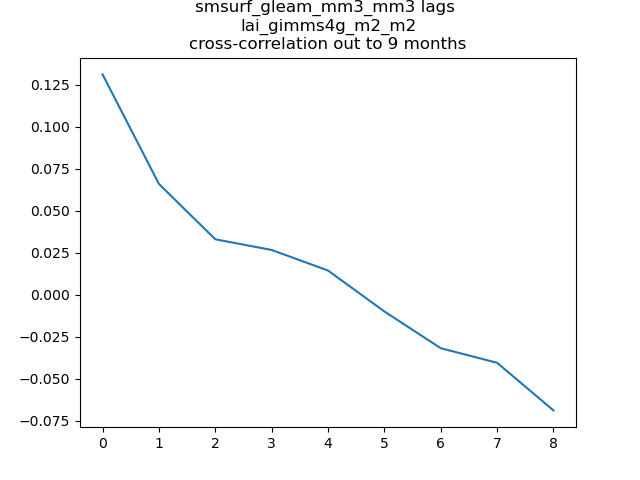 smsurf_gleam_mm3_mm3 lags
lai_gimms4g_m2_m2
cross-correlation out to 9 months
0.125
0.100
0.075
0.050
0.025
0.000
−0.025
−0.050
−0.075
0 1 2 3 4 5 6 7 8